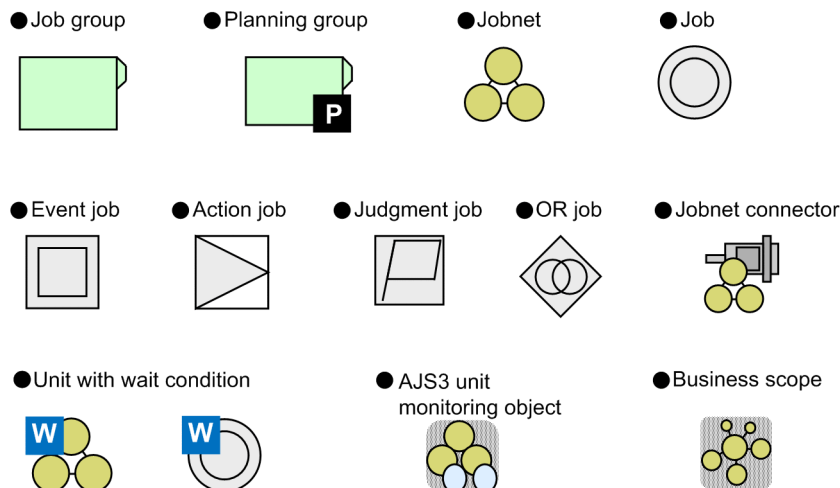 ●Job group
●Planning group
●Jobnet
●Job
P
●Event job
●Action job
●Judgment job
●OR job
●Jobnet connector
●Unit with wait condition
●AJS3 unit
monitoring object
●Business scope
W
W